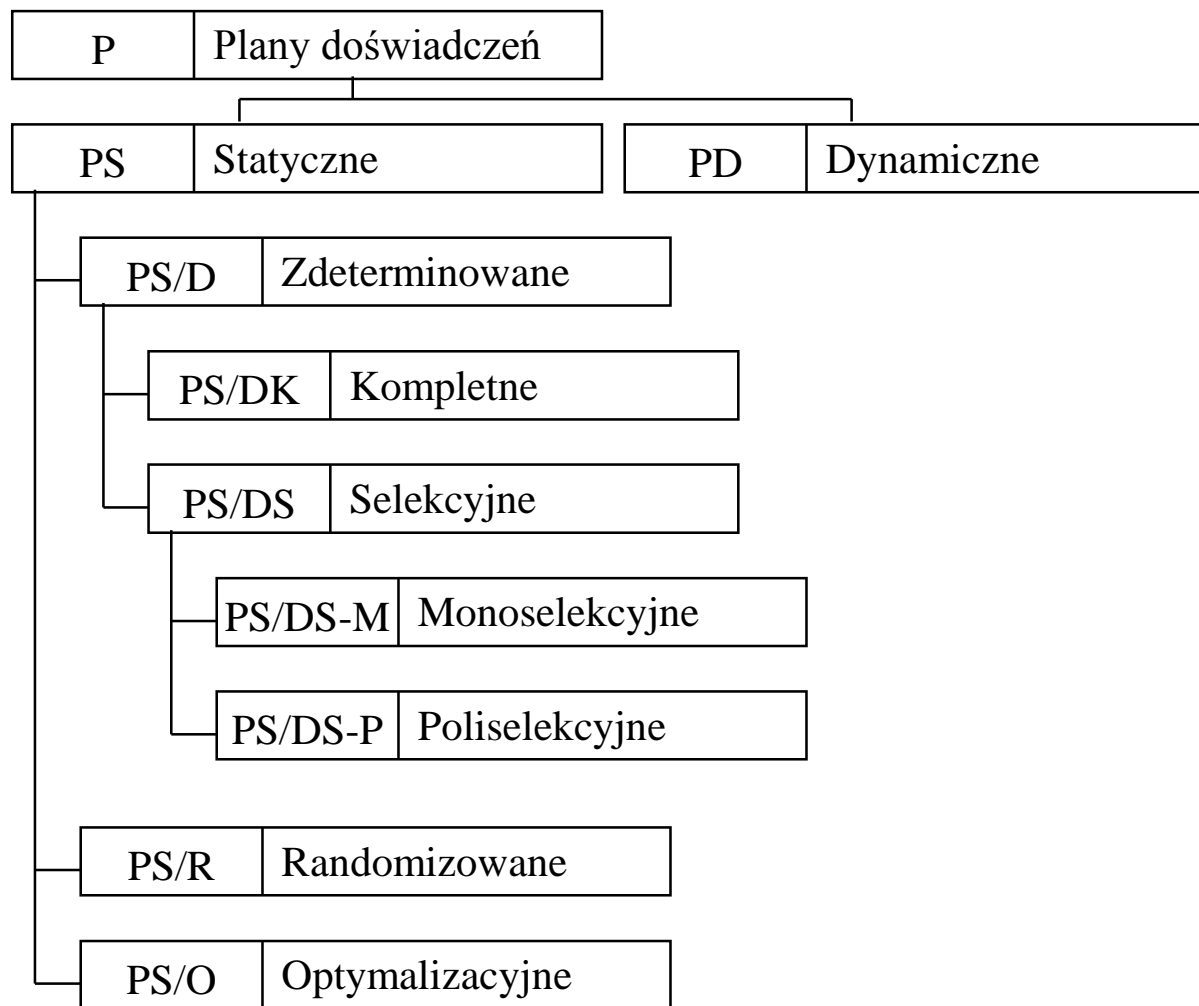 P Plany doświadczeń
PS Statyczne PD Dynamiczne
PS/D Zdeterminowane
PS/DK Kompletne
PS/DS Selekcyjne
PS/DS-M Monoselekcyjne
PS/DS-P Poliselekcyjne
PS/R Randomizowane
PS/O Optymalizacyjne